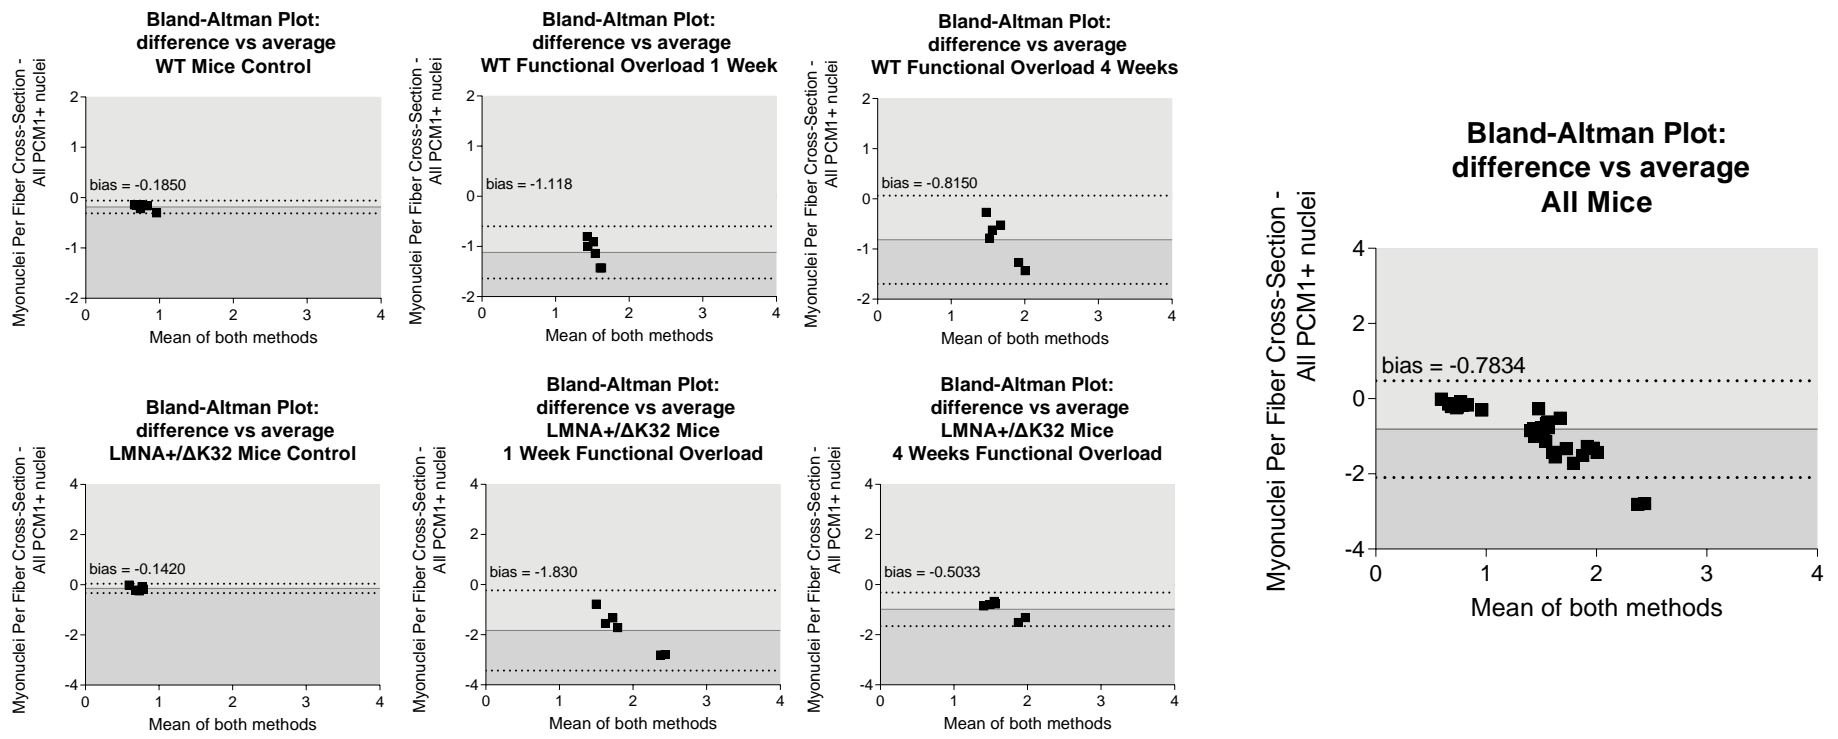 Bland-Altman Plot:
difference vs average
WT Mice Control
Myonuclei Per Fiber Cross-Section -
All PCM1+ nuclei
2
1
0
-1
-2
bias = -0.1850
0 1 2 3 4
Mean of both methods
Bland-Altman Plot:
difference vs average
WT Functional Overload 1 Week
Myonuclei Per Fiber Cross-Section -
All PCM1+ nuclei
2
1
0
-1
-2
bias = -1.118
0 1 2 3 4
Mean of both methods
Bland-Altman Plot:
difference vs average
WT Functional Overload 4 Weeks
Myonuclei Per Fiber Cross-Section -
All PCM1+ nuclei
2
1
0
-1
-2
bias = -0.8150
0 1 2 3 4
Mean of both methods
Bland-Altman Plot:
difference vs average
LMNA+/ΔK32 Mice Control
Myonuclei Per Fiber Cross-Section -
All PCM1+ nuclei
4
2
0
-2
-4
bias = -0.1420
0 1 2 3 4
Mean of both methods
Bland-Altman Plot:
difference vs average
LMNA+/ΔK32 Mice
1 Week Functional Overload
Myonuclei Per Fiber Cross-Section -
All PCM1+ nuclei
4
2
0
-2
-4
bias = -1.830
0 1 2 3 4
Mean of both methods
Bland-Altman Plot:
difference vs average
LMNA+/ΔK32 Mice
4 Weeks Functional Overload
Myonuclei Per Fiber Cross-Section -
All PCM1+ nuclei
4
2
0
-2
-4
bias = -0.5033
0 1 2 3 4
Mean of both methods
Bland-Altman Plot:
difference vs average
All Mice
Myonuclei Per Fiber Cross-Section -
All PCM1+ nuclei
4
2
0
-2
-4
bias = -0.7834
0 1 2 3 4
Mean of both methods